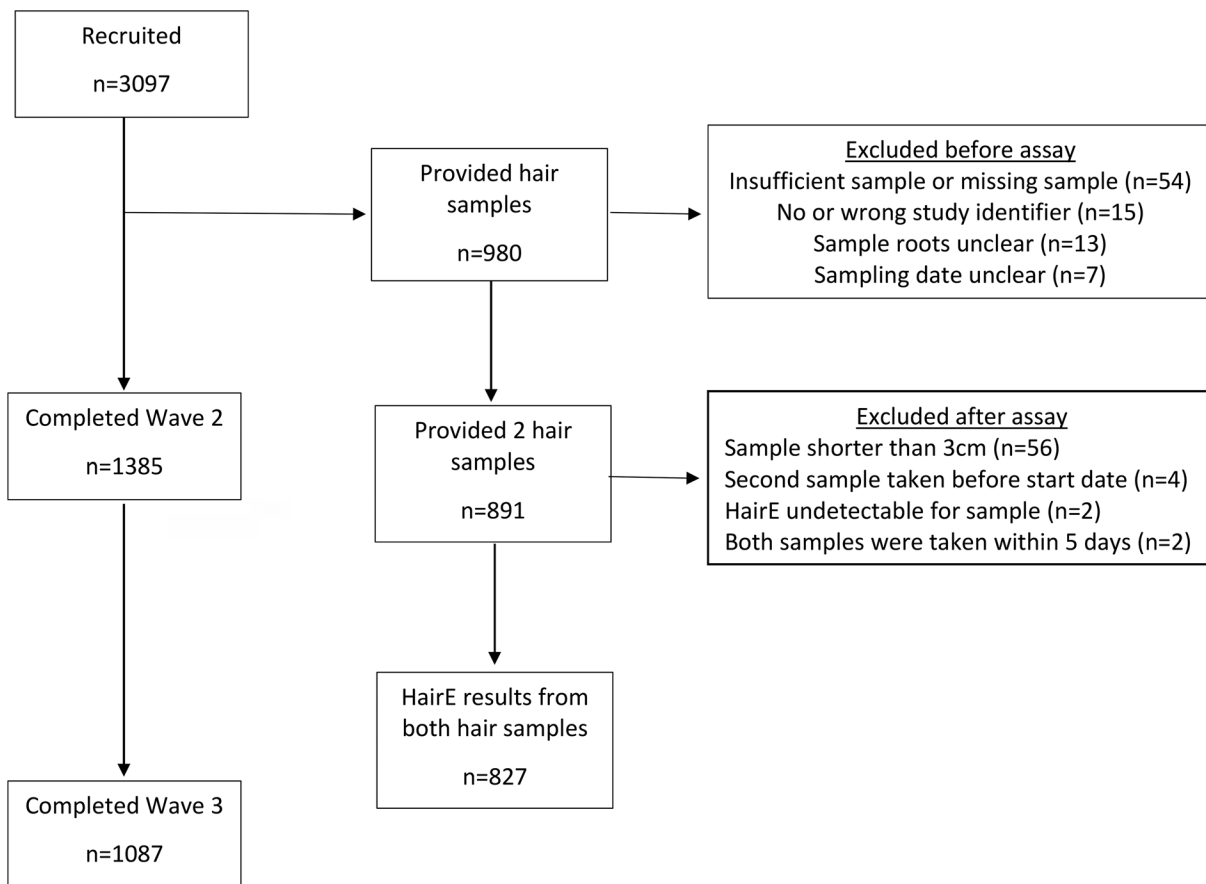 Recruited
n=3097
Provided hair
samples
n=980
Excluded before assay
Insufficient sample or missing sample (n=54)
No or wrong study identifier (n=15)
Sample roots unclear (n=13)
Sampling date unclear (n=7)
Completed Wave 2
n=1385
Provided 2 hair
samples
n=891
Excluded after assay
Sample shorter than 3cm (n=56)
Second sample taken before start date (n=4)
HairE undetectable for sample (n=2)
Both samples were taken within 5 days (n=2)
HairE results from
both hair samples
n=827
Completed Wave 3
n=1087